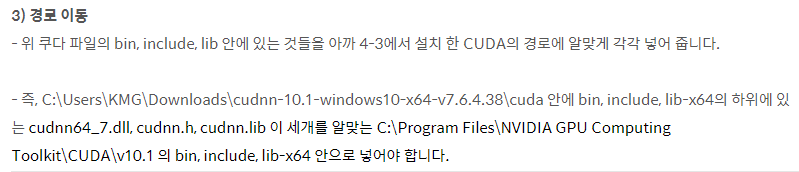 3) 경로 이동
- 위 쿠다 파일의 bin, include, lib 안에 있는 것들을 아까 4-3에서 설치 한 CUDA의 경로에 알맞게 각각 넣어 줍니다.
- 즉, C:\Users\KMG\Downloads\cudnn-10.1-windows10-x64-v7.6.4.38\cuda 안에 bin, include, lib-x64의 하위에 있
는 cudnn64_7.dll, cudnn.h, cudnn.lib 이 세개를 알맞는 C:\Program Files\NVIDIA GPU Computing
Toolkit\CUDA\v10.1 의 bin, include, lib-x64 안으로 넣어야 합니다.